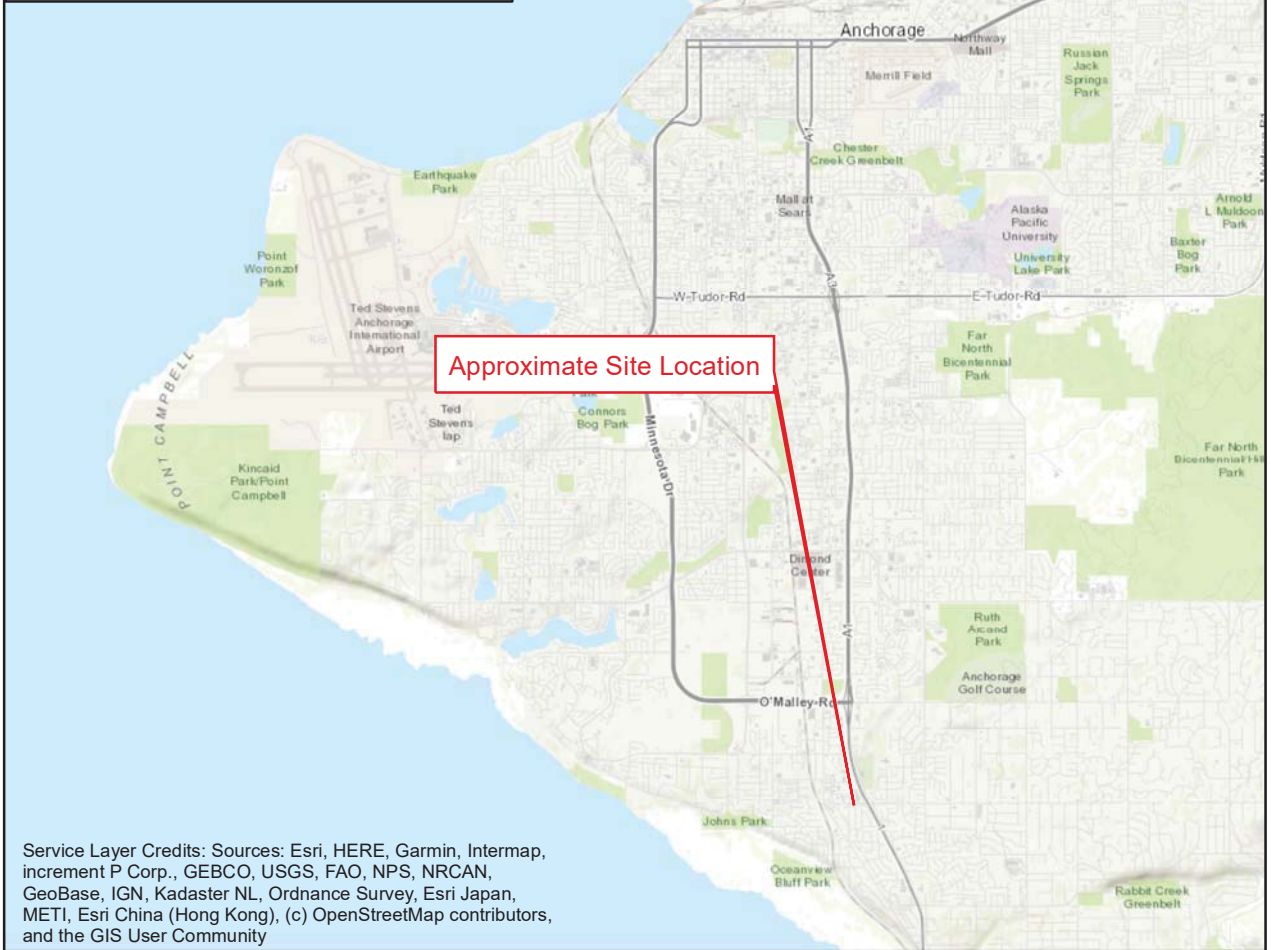 Anchorage
Northway
Mall
Merrill Field
Russian
Jack
Springs
Park
A1
Chester
Creek Greenbelt
Earthquake
Park
Mall at
Sears
Alaska
Pacific
University
Arnold
L Muldoon
Park
Point
Woronzof
Park
University
Lake Park
Baxter
Bog
Park
A3
W-Tudor-Rd
E-Tudor-Rd
Ted Stevens
Anchorage
International
Airport
Far
North
Bicentennial
Park
Approximate Site Location
POINT CAMPBELL
Park
Connors
Bog Park
Ted
Stevens
Iap
Minnesota Dr
Kincaid
Park/Point
Campbell
Far North
Bicentennial/Hil
Park
Dimond
Center
Ruth
Arcand
Park
A1
Anchorage
Golf Course
O'Malley-Rd
Johns Park
1
Oceanview
Bluff Park
Rabbit Creek
Greenbelt
Service Layer Credits: Sources: Esri, HERE, Garmin, Intermap,
increment P Corp., GEBCO, USGS, FAO, NPS, NRCAN,
GeoBase, IGN, Kadaster NL, Ordnance Survey, Esri Japan,
METI, Esri China (Hong Kong), (c) OpenStreetMap contributors,
and the GIS User Community